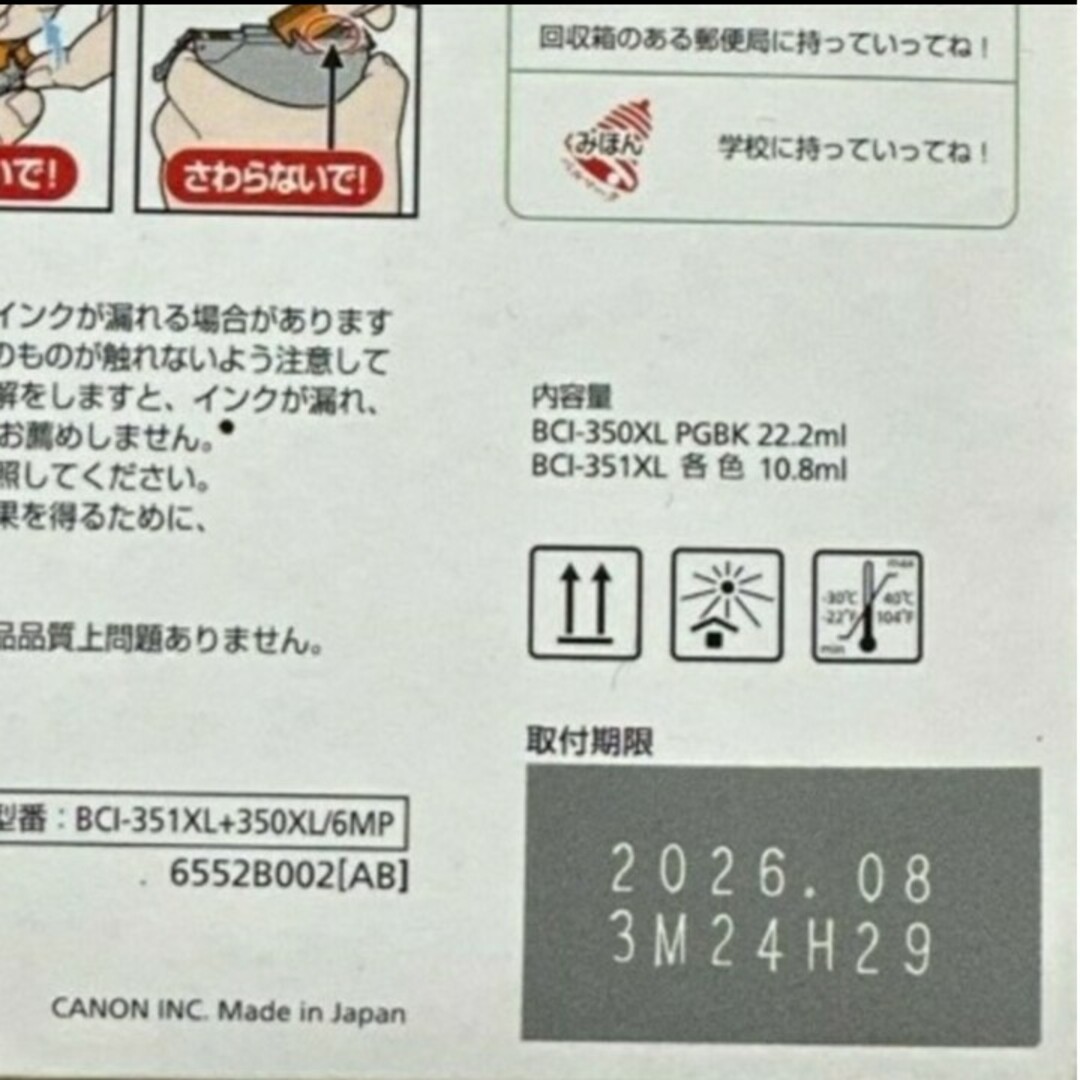 いで!
さわらないで!
回収箱のある郵便局に持っていってね!
みほん
ベルマーク
学校に持っていってね!
インクが漏れる場合があります
のものが触れないよう注意して
解をしますと、インクが漏れ、
お薦めしません。●
照してください。
果を得るために、
品品質上問題ありません。
内容量
BCI-350XL PGBK 22.2ml
BCI-351XL 各色 10.8ml
max
-30℃ 40℃
-22°F 104°F
min
取付期限
2026.08
3M24H29
型番:BCI-351XL+350XL/6MP
6552B002[AB]
CANON INC. Made in Japan